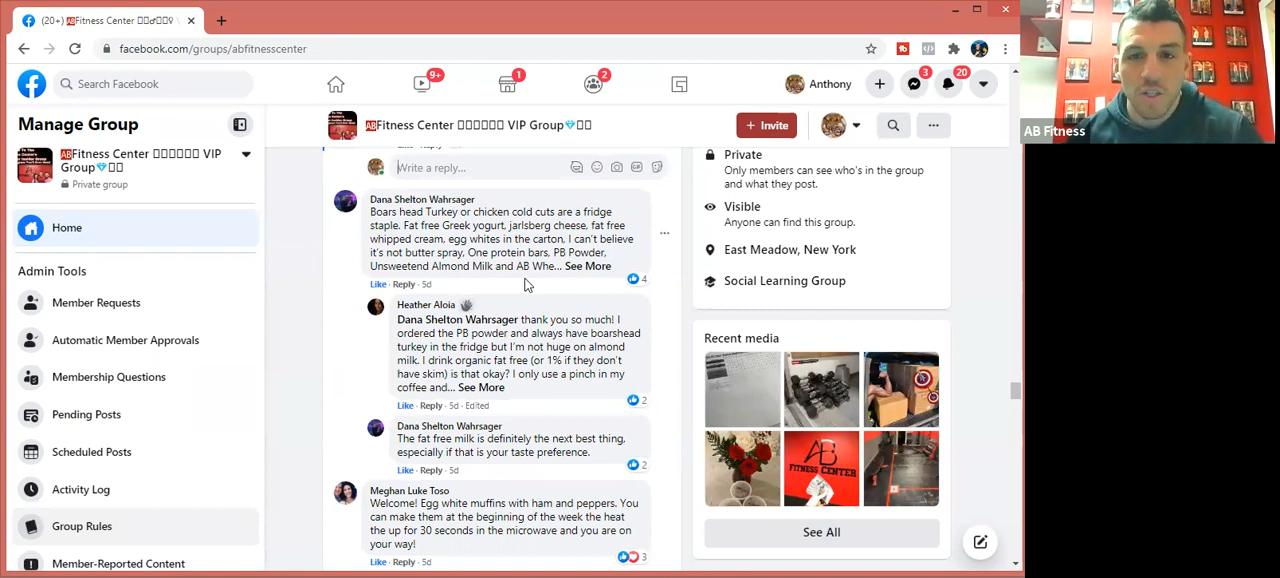 (20+) ABFitness Center
facebook.com/groups/abfitnesscenter
Search Facebook
9+
1
2
Anthony
3
20
AB Fitness
Manage Group
ABFitness Center VIP Group
Private group
Home
Admin Tools
Member Requests
Automatic Member Approvals
Membership Questions
Pending Posts
Scheduled Posts
Activity Log
Group Rules
Member-Reported Content
ABFitness Center VIP Group
+ Invite
Write a reply...
Dana Shelton Wahrsager
Boars head Turkey or chicken cold cuts are a fridge
staple. Fat free Greek yogurt, jarlsberg cheese, fat free
whipped cream, egg whites in the carton, I can't believe
it's not butter spray, One protein bars, PB Powder,
Unsweetend Almond Milk and AB Whe... See More
4
Like · Reply · 5d
Heather Aloia
Dana Shelton Wahrsager thank you so much! I
ordered the PB powder and always have boarshead
turkey in the fridge but I'm not huge on almond
milk. I drink organic fat free (or 1% if they don't
have skim) is that okay? I only use a pinch in my
coffee and... See More
2
Like · Reply · 5d · Edited
Dana Shelton Wahrsager
The fat free milk is definitely the next best thing,
especially if that is your taste preference.
2
Like · Reply · 5d
Meghan Luke Toso
Welcome! Egg white muffins with ham and peppers. You
can make them at the beginning of the week the heat
the up for 30 seconds in the microwave and you are on
your way!
3
Like · Reply · 5d
Private
Only members can see who's in the group
and what they post.
Visible
Anyone can find this group.
East Meadow, New York
Social Learning Group
Recent media
AB
FITNESS CENTER
See All